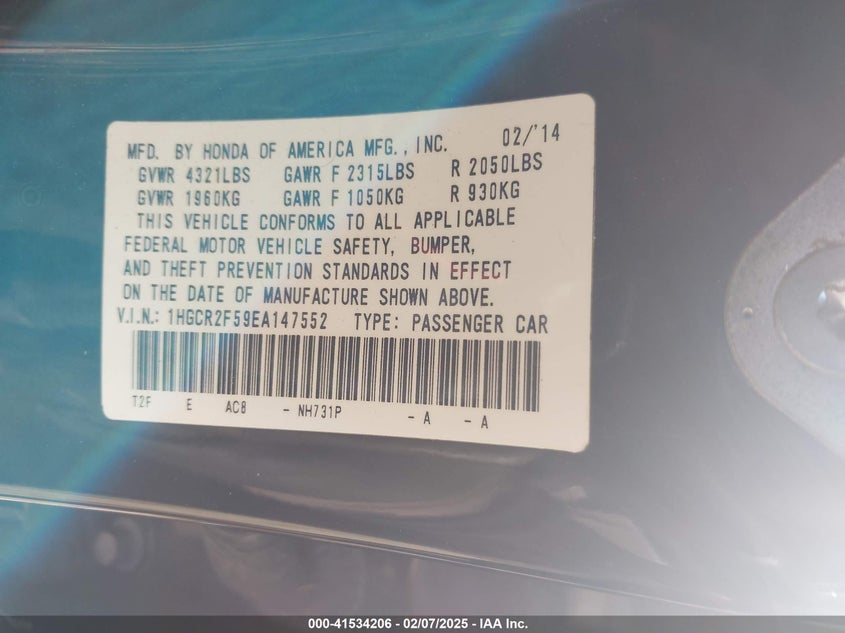 MFD. BY HONDA OF AMERICA MFG., INC. 02/'14
GVWR 4321LBS GAWR F 2315LBS R 2050LBS
GVWR 1960KG GAWR F 1050KG R 930KG
THIS VEHICLE CONFORMS TO ALL APPLICABLE
FEDERAL MOTOR VEHICLE SAFETY, BUMPER,
AND THEFT PREVENTION STANDARDS IN EFFECT
ON THE DATE OF MANUFACTURE SHOWN ABOVE.
V.I.N.: 1HGCR2F59EA147552 TYPE: PASSENGER CAR
T2F E AC8 - NH731P - A - A
000-41534206 - 02/07/2025 - IAA Inc.